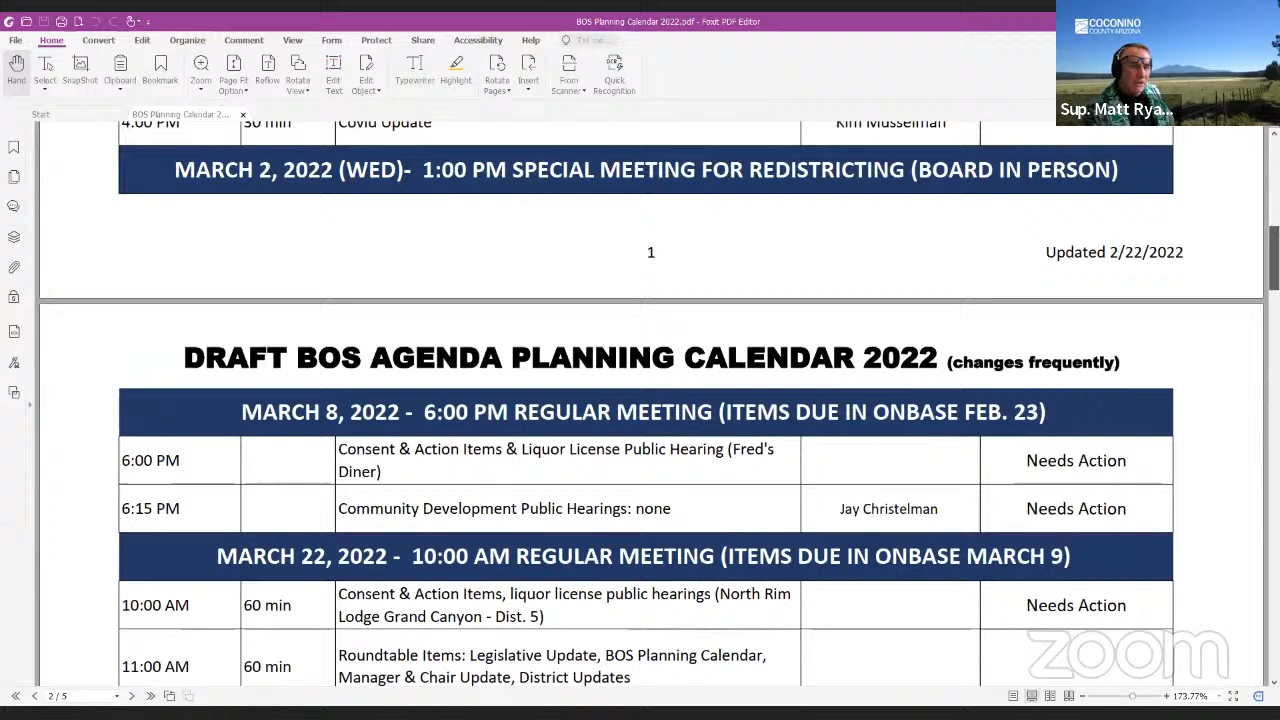 BOS Planning Calendar 2022.pdf - Foxit PDF Editor
File Home Convert Edit Organize Comment View Form Protect Share Accessibility Help Tell me...
Hand Select SnapShot Clipboard Bookmark Zoom Page Fit Option Reflow Rotate View Edit Text Edit Object Typewriter Highlight Rotate Pages Insert From Scanner Quick Recognition
COCONINO
COUNTY ARIZONA
Sup. Matt Rya...
Start BOS Planning Calendar 2... ×
4:00 PM 30 min Covid Update Kim Musselman
MARCH 2, 2022 (WED)- 1:00 PM SPECIAL MEETING FOR REDISTRICTING (BOARD IN PERSON)
1 Updated 2/22/2022
DRAFT BOS AGENDA PLANNING CALENDAR 2022 (changes frequently)
MARCH 8, 2022 - 6:00 PM REGULAR MEETING (ITEMS DUE IN ONBASE FEB. 23)
6:00 PM Consent & Action Items & Liquor License Public Hearing (Fred's Diner) Needs Action
6:15 PM Community Development Public Hearings: none Jay Christelman Needs Action
MARCH 22, 2022 - 10:00 AM REGULAR MEETING (ITEMS DUE IN ONBASE MARCH 9)
10:00 AM 60 min Consent & Action Items, liquor license public hearings (North Rim Lodge Grand Canyon - Dist. 5) Needs Action
11:00 AM 60 min Roundtable Items: Legislative Update, BOS Planning Calendar, Manager & Chair Update, District Updates
zoom
2 / 5 173.77%